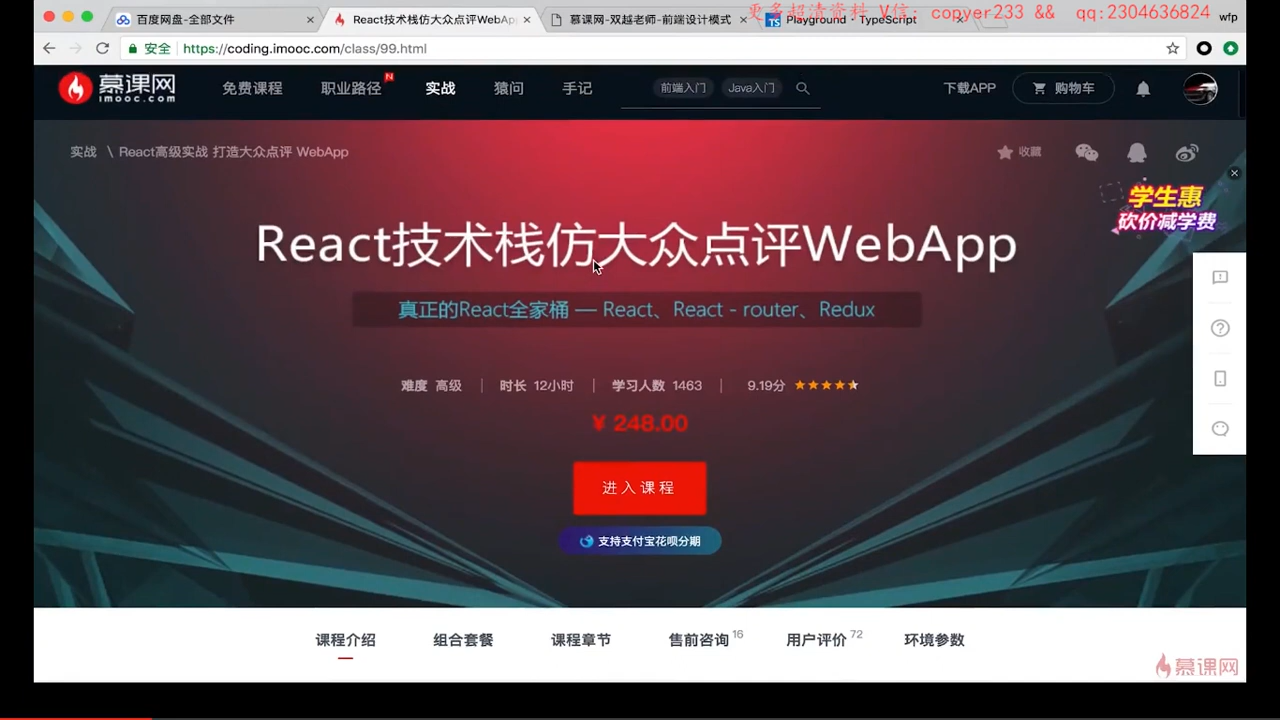 更多超清资料 V信: copyer233 && qq:2304636824
百度网盘-全部文件
React技术栈仿大众点评WebAp
慕课网-双越老师-前端设计模式
Playground · TypeScript
wfp
安全 https://coding.imooc.com/class/99.html
慕课网
imooc.com
免费课程
职业路径
N
实战
猿问
手记
前端入门
Java入门
下载APP
购物车
实战 \ React高级实战 打造大众点评 WebApp
收藏
学生惠
砍价减学费
React技术栈仿大众点评WebApp
真正的React全家桶 — React、React - router、Redux
难度 高级 | 时长 12小时 | 学习人数 1463 | 9.19分
¥ 248.00
进入课程
支持支付宝花呗分期
课程介绍
组合套餐
课程章节
售前咨询 16
用户评价 72
环境参数
慕课网